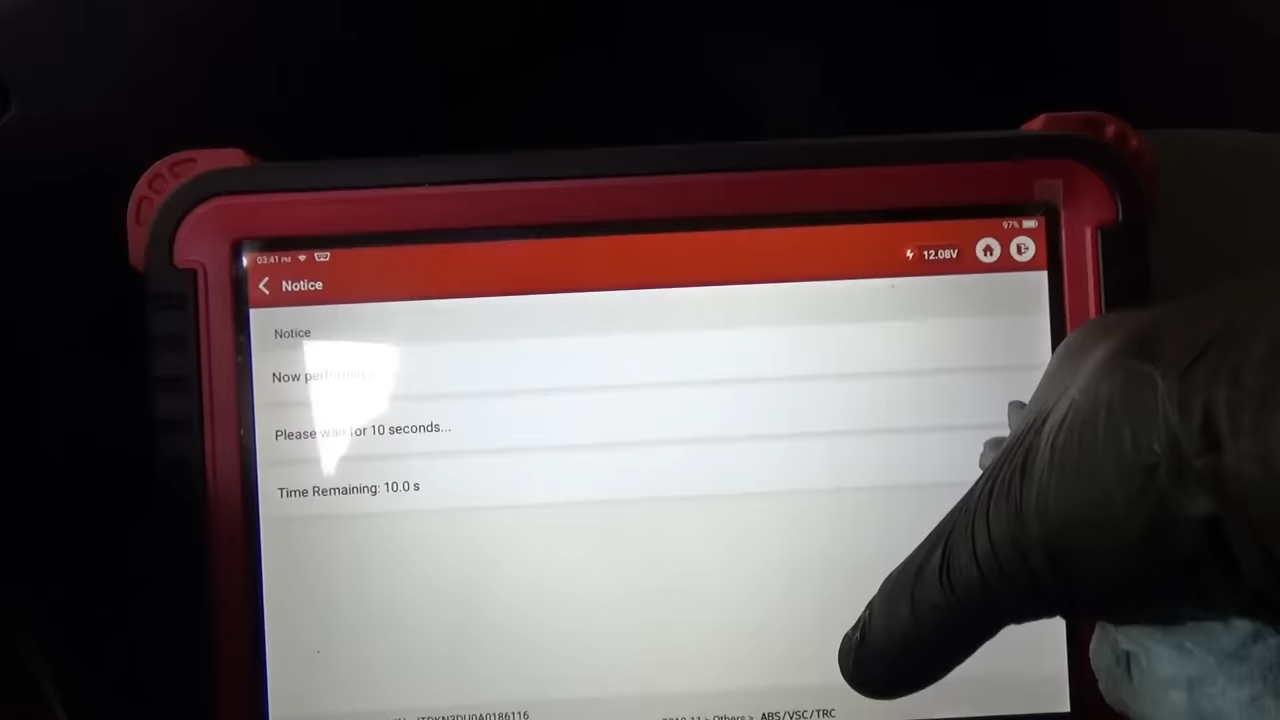 03:41 PM
97%
12.08V
Notice
Notice
Now
Please wait for 10 seconds...
Time Remaining: 10.0 s
Others > ABS/VSC/TRC